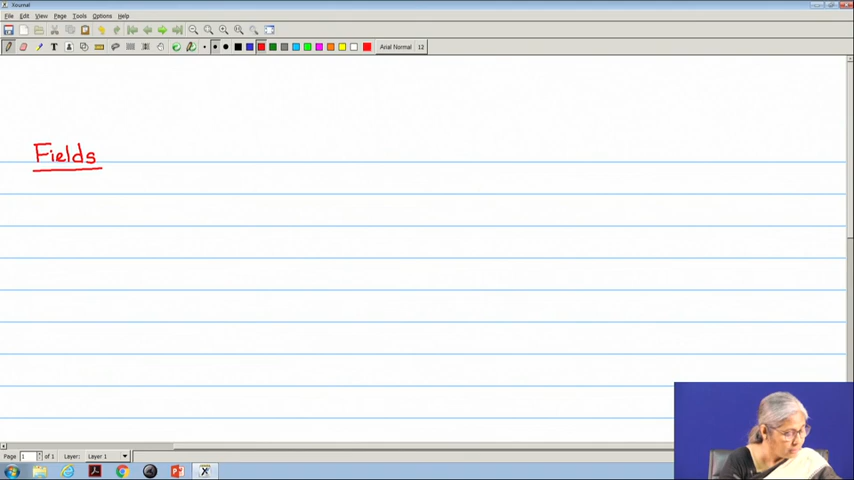 Xournal
File Edit View Page Tools Options Help
T Arial Normal 12
Fields
Page 1 of 1 Layer: Layer 1